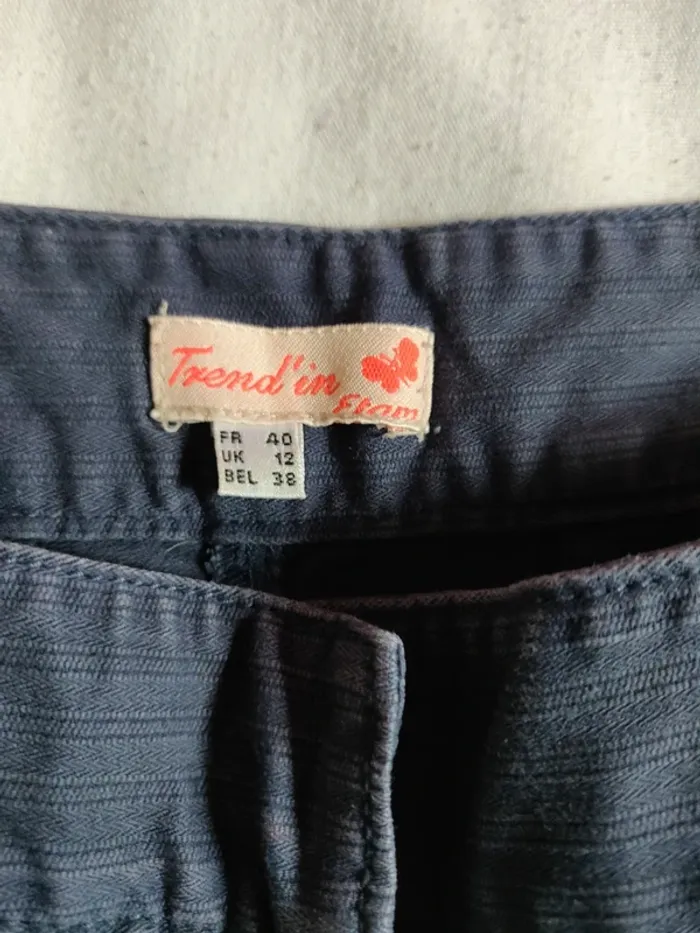 Trend'in
Etam
FR 40
UK 12
BEL 38